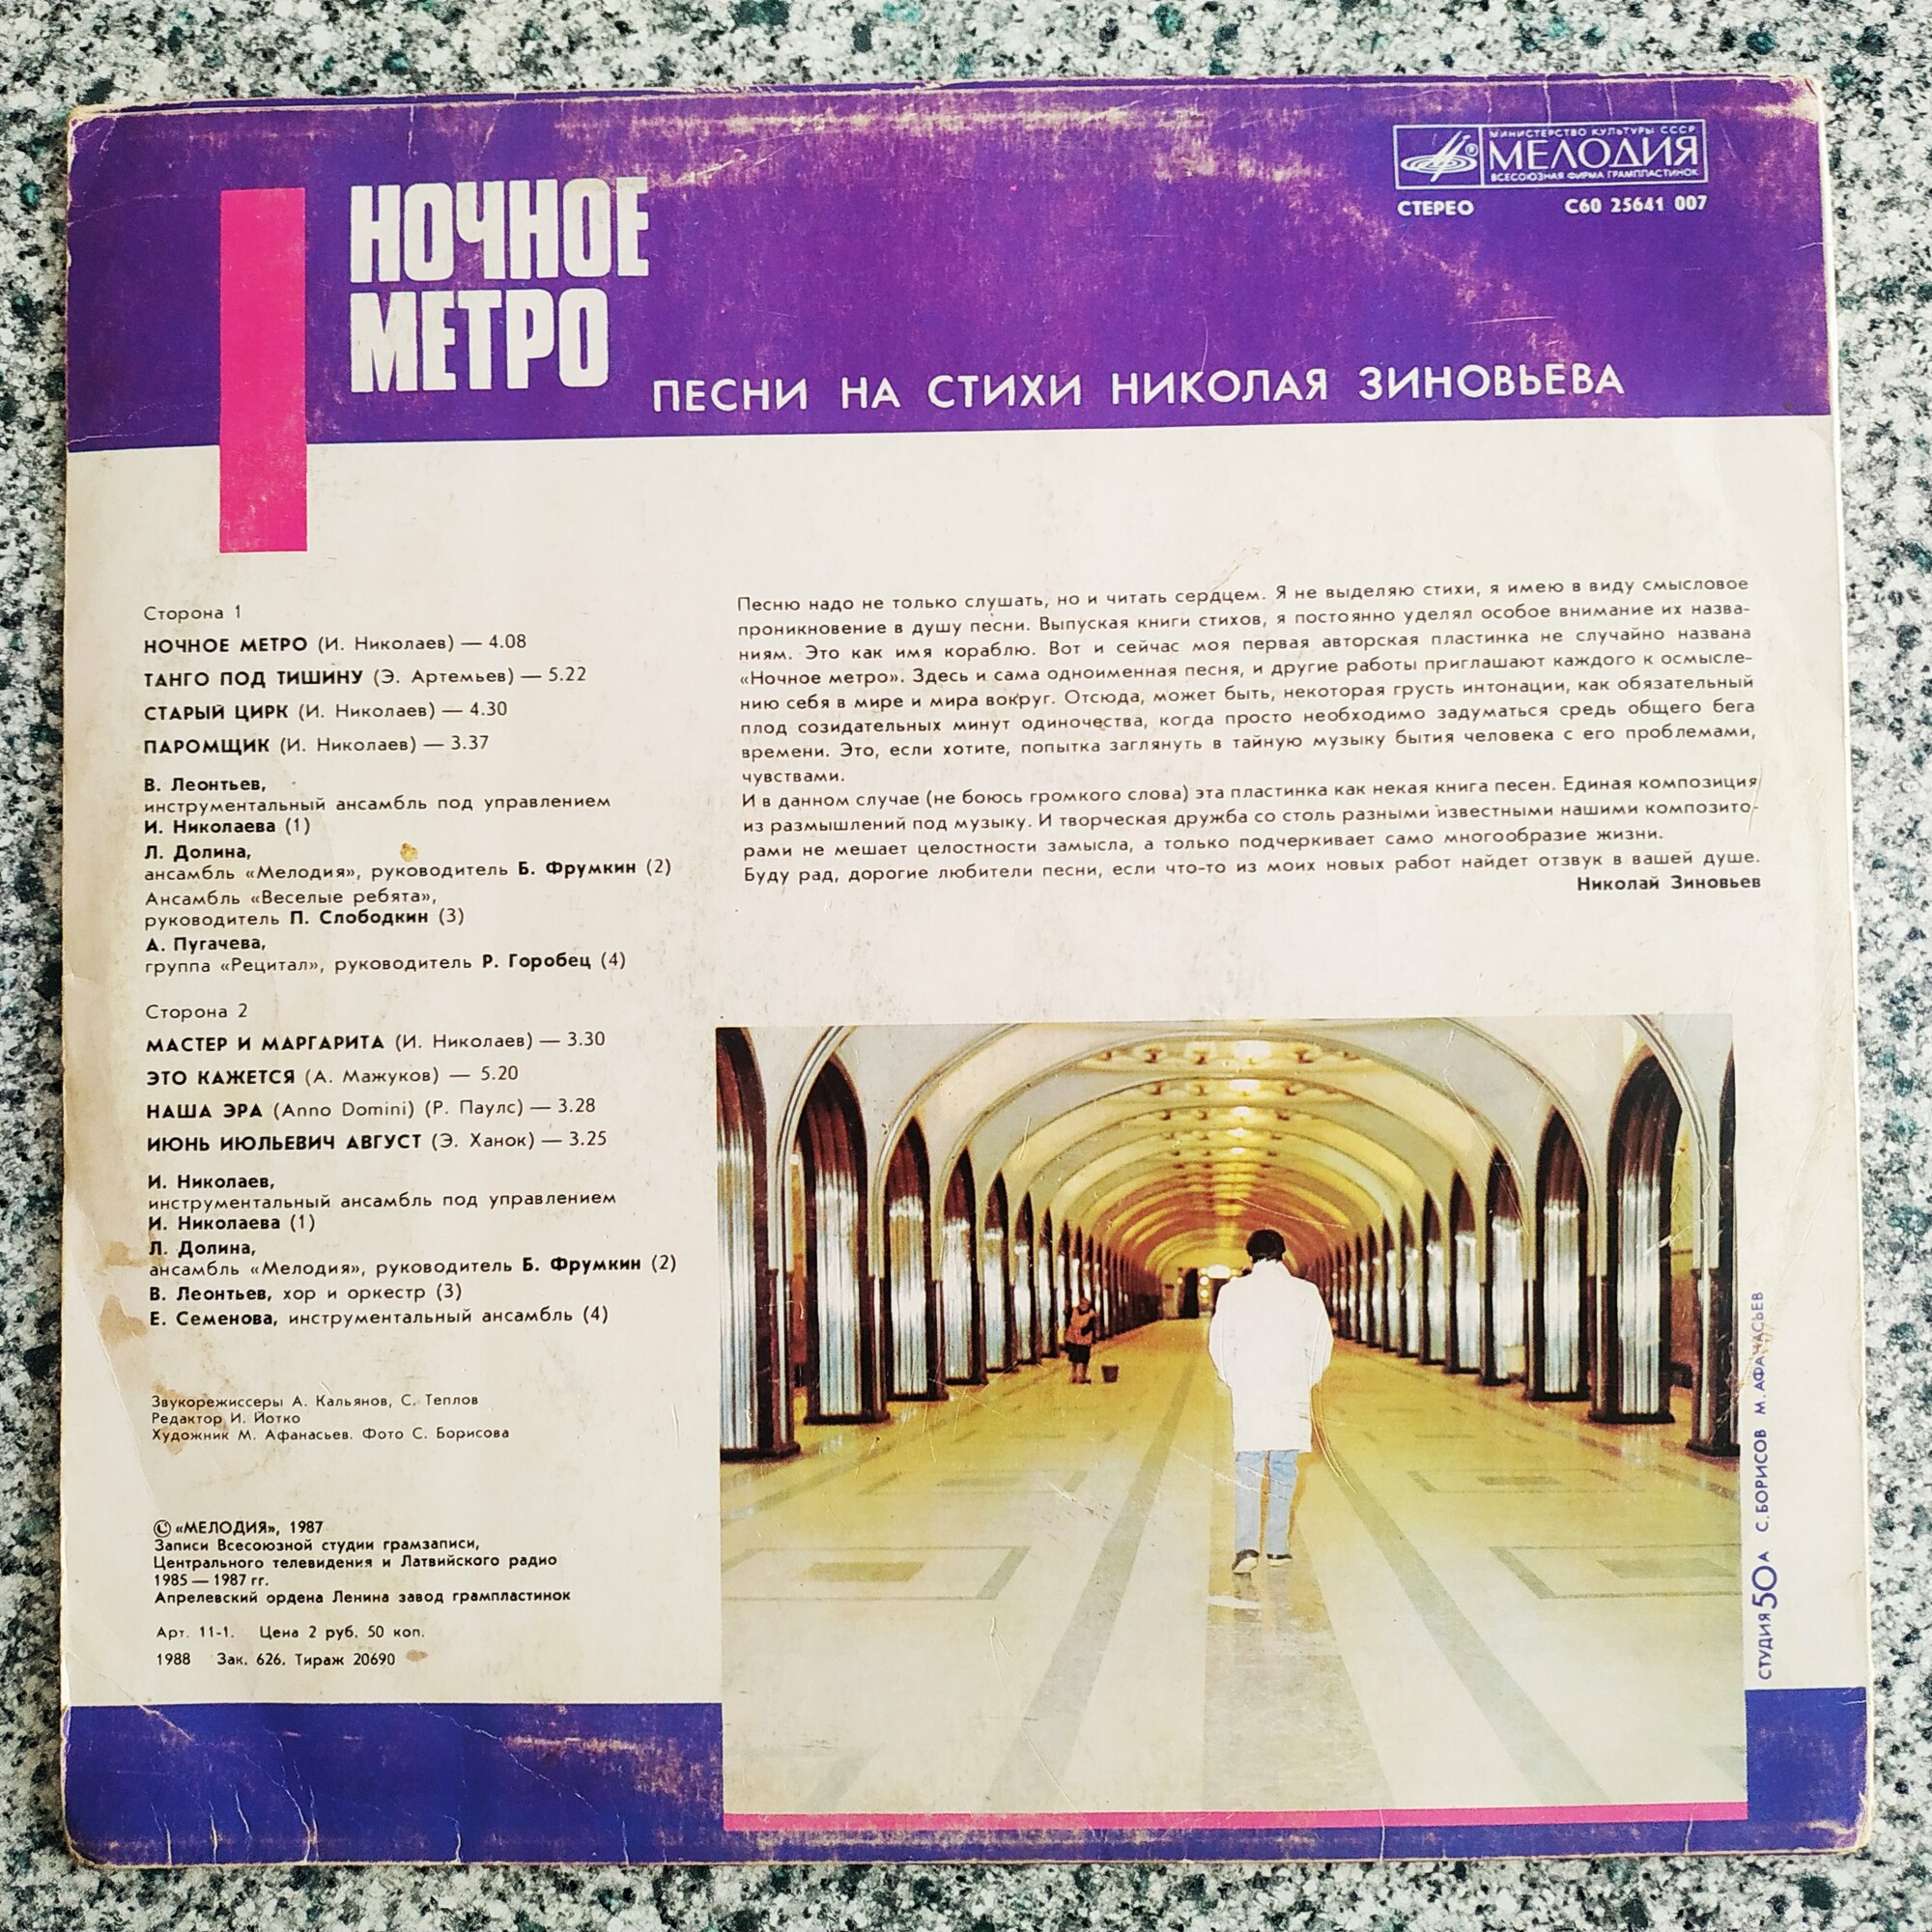 МИНИСТЕРСТВО КУЛЬТУРЫ СССР
МЕЛОДИЯ
ВСЕСОЮЗНАЯ ФИРМА ГРАМПЛАСТИНОК
СТЕРЕО С60 25641 007
НОЧНОЕ
МЕТРО
ПЕСНИ НА СТИХИ НИКОЛАЯ ЗИНОВЬЕВА
Сторона 1
НОЧНОЕ МЕТРО (И. Николаев) — 4.08
ТАНГО ПОД ТИШИНУ (Э. Артемьев) — 5.22
СТАРЫЙ ЦИРК (И. Николаев) — 4.30
ПАРОМЩИК (И. Николаев) — 3.37
В. Леонтьев,
инструментальный ансамбль под управлением
И. Николаева (1)
Л. Долина,
ансамбль «Мелодия», руководитель Б. Фрумкин (2)
Ансамбль «Веселые ребята»,
руководитель П. Слободкин (3)
А. Пугачева,
группа «Рецитал», руководитель Р. Горобец (4)
Сторона 2
МАСТЕР И МАРГАРИТА (И. Николаев) — 3.30
ЭТО КАЖЕТСЯ (А. Мажуков) — 5.20
НАША ЭРА (Anno Domini) (Р. Паулс) — 3.28
ИЮНЬ ИЮЛЬЕВИЧ АВГУСТ (Э. Ханок) — 3.25
И. Николаев,
инструментальный ансамбль под управлением
И. Николаева (1)
Л. Долина,
ансамбль «Мелодия», руководитель Б. Фрумкин (2)
В. Леонтьев, хор и оркестр (3)
Е. Семенова, инструментальный ансамбль (4)
Звукорежиссеры А. Кальянов, С. Теплов
Редактор И. Йотко
Художник М. Афанасьев. Фото С. Борисова
© «МЕЛОДИЯ», 1987
Записи Всесоюзной студии грамзаписи,
Центрального телевидения и Латвийского радио
1985 — 1987 гг.
Апрелевский ордена Ленина завод грампластинок
Арт. 11-1. Цена 2 руб. 50 коп.
1988 Зак. 626. Тираж 20690
Песню надо не только слушать, но и читать сердцем. Я не выделяю стихи, я имею в виду смысловое
проникновение в душу песни. Выпуская книги стихов, я постоянно уделял особое внимание их назва-
ниям. Это как имя кораблю. Вот и сейчас моя первая авторская пластинка не случайно названа
«Ночное метро». Здесь и сама одноименная песня, и другие работы приглашают каждого к осмысле-
нию себя в мире и мира вокруг. Отсюда, может быть, некоторая грусть интонации, как обязательный
плод созидательных минут одиночества, когда просто необходимо задуматься средь общего бега
времени. Это, если хотите, попытка заглянуть в тайную музыку бытия человека с его проблемами,
чувствами.
И в данном случае (не боюсь громкого слова) эта пластинка как некая книга песен. Единая композиция
из размышлений под музыку. И творческая дружба со столь разными известными нашими композито-
рами не мешает целостности замысла, а только подчеркивает само многообразие жизни.
Буду рад, дорогие любители песни, если что-то из моих новых работ найдет отзвук в вашей душе.
Николай Зиновьев
СТУДИЯ 50А С. БОРИСОВ М. АФАНАСЬЕВ